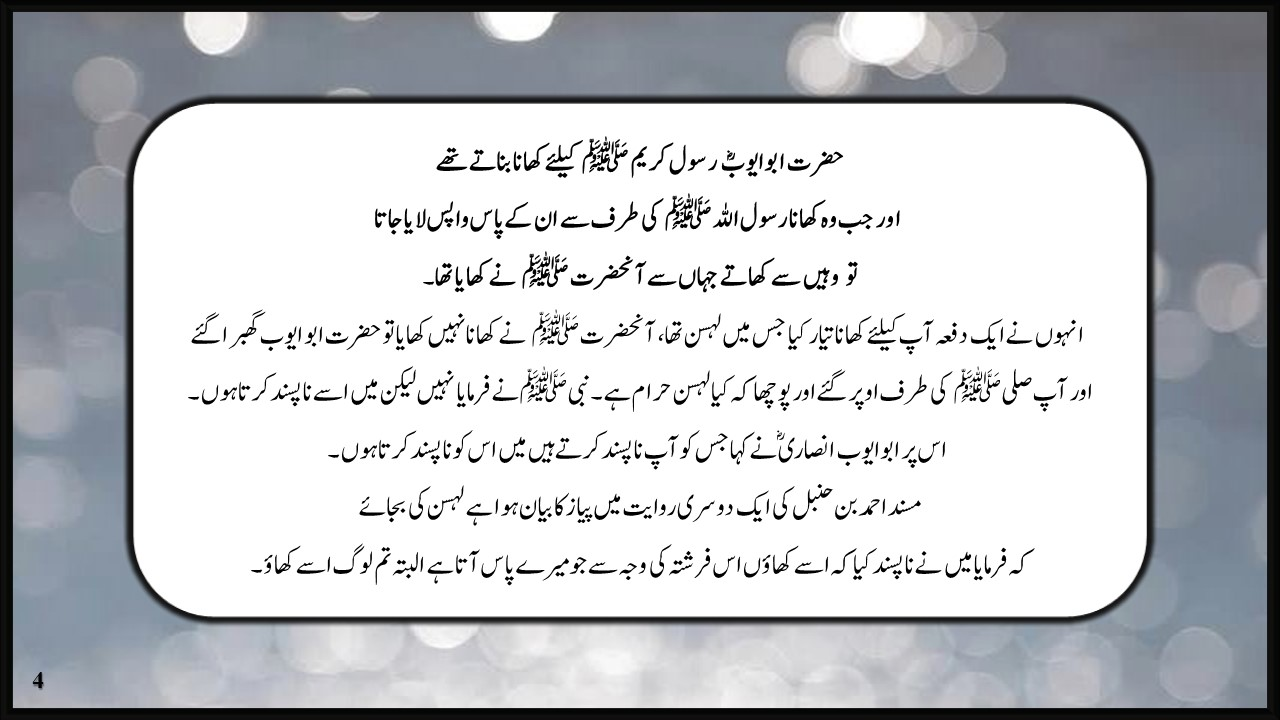 حضرت ابوایوبؓ رسول کریم ﷺ کیلئے کھانا بناتے تھے
اور جب وہ کھانا رسول اللہ ﷺ کی طرف سے ان کے پاس واپس لایا جاتا
تو وہیں سے کھاتے جہاں سے آنحضرت ﷺ نے کھایا تھا۔
انہوں نے ایک دفعہ آپ کیلئے کھانا تیار کیا جس میں لہسن تھا، آنحضرت ﷺ نے کھانا نہیں کھایا تو حضرت ابو ایوب گھبرا گئے
اور آپ صلی ﷺ کی طرف اوپر گئے اور پوچھا کہ کیا لہسن حرام ہے۔ نبی ﷺ نے فرمایا نہیں لیکن میں اسے ناپسند کرتا ہوں۔
اس پر ابوایوب انصاریؓ نے کہا جس کو آپ ناپسند کرتے ہیں میں اس کو ناپسند کرتا ہوں۔
مسند احمد بن حنبل کی ایک دوسری روایت میں پیاز کا بیان ہوا ہے لہسن کی بجائے
کہ فرمایا میں نے ناپسند کیا کہ اسے کھاؤں اس فرشتہ کی وجہ سے جو میرے پاس آتا ہے البتہ تم لوگ اسے کھاؤ۔
4